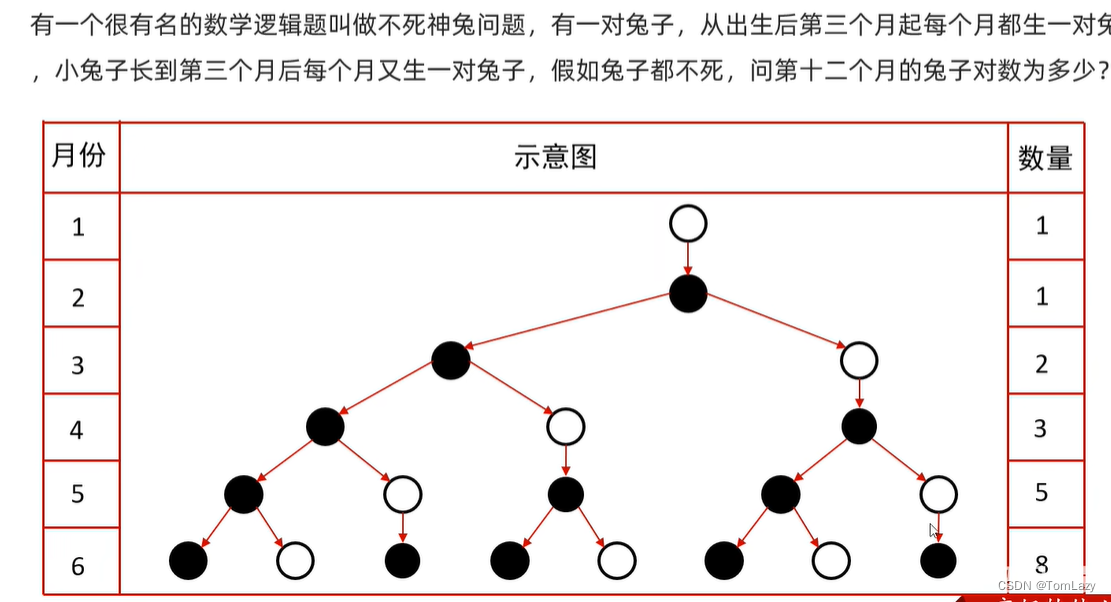 有一个很有名的数学逻辑题叫做不死神兔问题，有一对兔子，从出生后第三个月起每个月都生一对兔
，小兔子长到第三个月后每个月又生一对兔子，假如兔子都不死，问第十二个月的兔子对数为多少？
月份 示意图 数量
1 1
2 1
3 2
4 3
5 5
6 8
CSDN @TomLazy